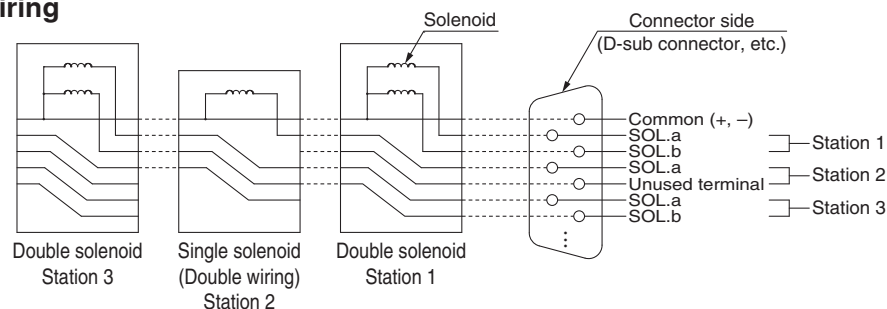 iring
Solenoid
Connector side
(D-sub connector, etc.)
Common (+, –)
SOL.a
SOL.b
SOL.a
Unused terminal
SOL.a
SOL.b
Station 1
Station 2
Station 3
Double solenoid
Station 3
Single solenoid
(Double wiring)
Station 2
Double solenoid
Station 1